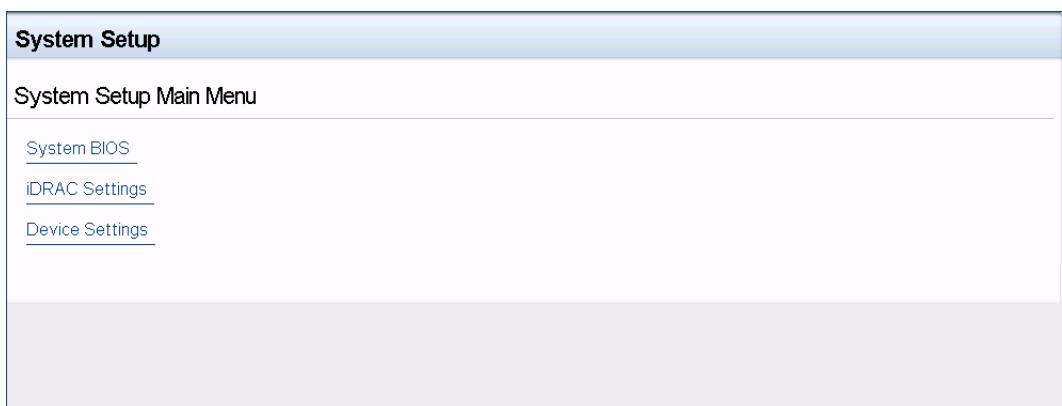 System Setup
System Setup Main Menu
System BIOS
iDRAC Settings
Device Settings